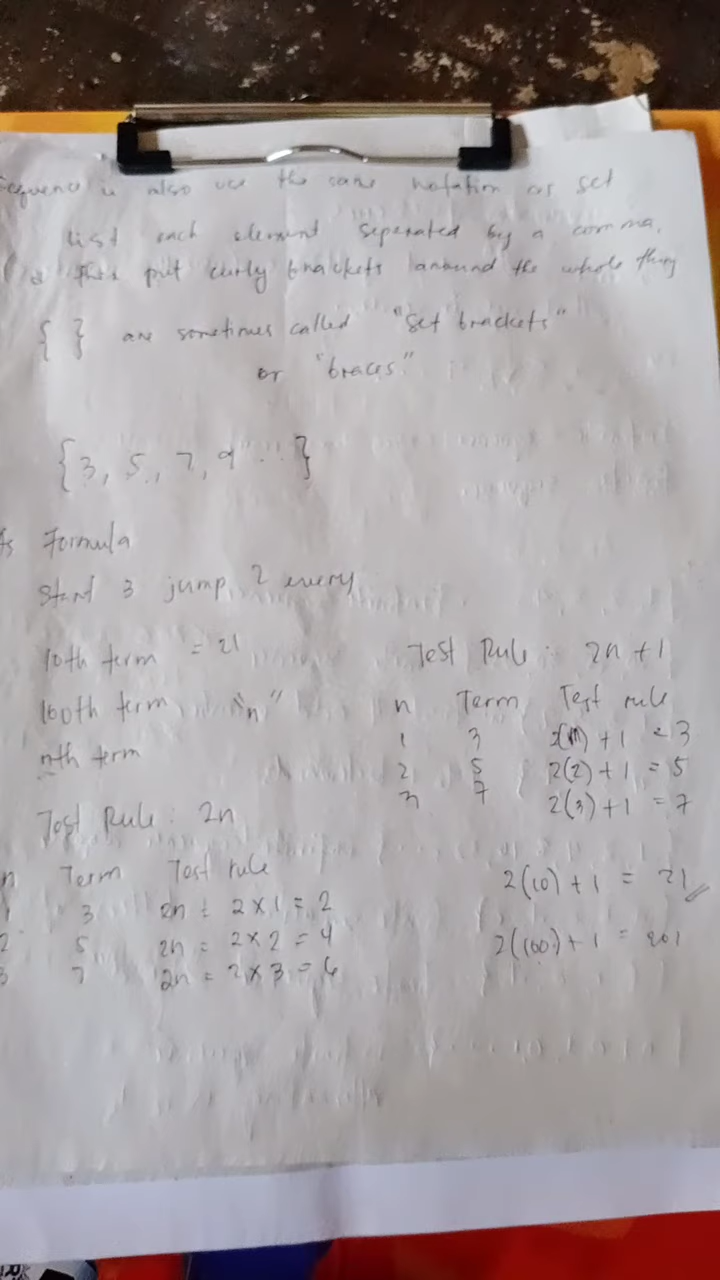 also use the same notation as set
list each element separated by a comma,
& then put curly brackets around the whole thing
{ } are sometimes called "set brackets"
or "braces"
{3, 5, 7, 9 ...}
Formula
start 3 jump 2 every
10th term = 21
100th term "n"
nth term
Test Rule: 2n
n Term Test rule
1 3 2n = 2 x 1 = 2
2 5 2n = 2 x 2 = 4
3 7 2n = 2 x 3 = 6
Test Rule: 2n + 1
n Term Test rule
1 3 2(1) + 1 = 3
2 5 2(2) + 1 = 5
3 7 2(3) + 1 = 7
2(10) + 1 = 21
2(100) + 1 = 201